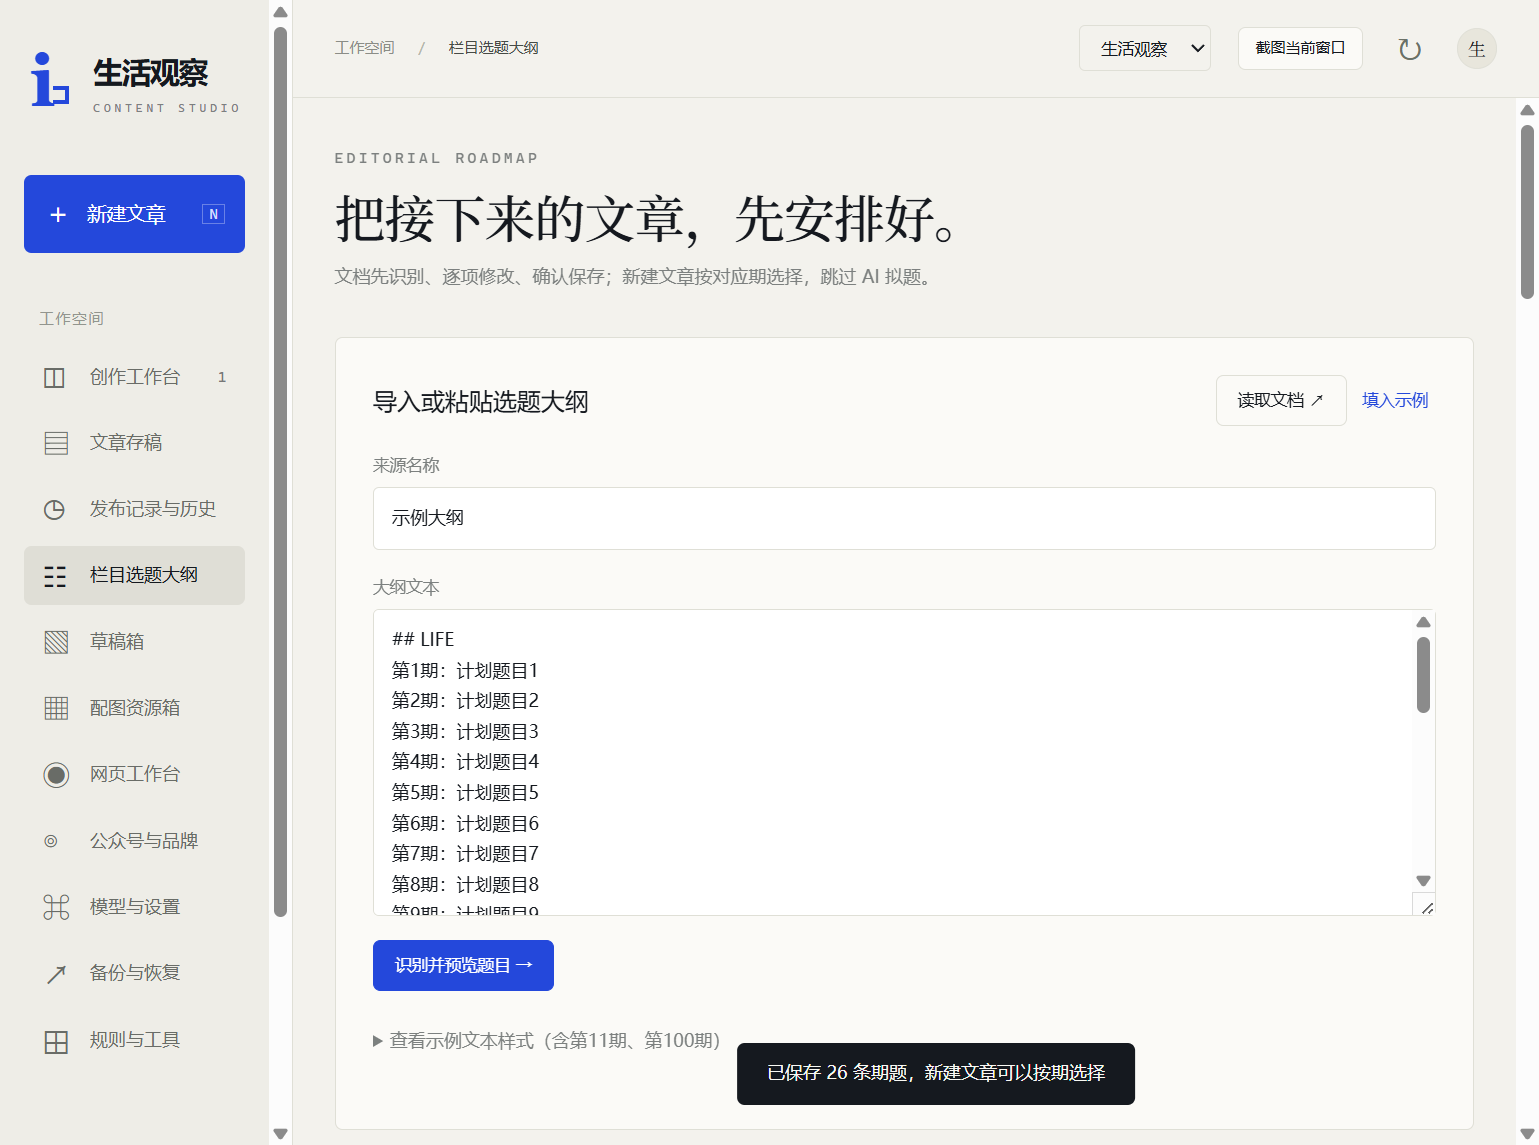 生活观察
CONTENT STUDIO
+ 新建文章 N
工作空间
创作工作台 1
文章存稿
发布记录与历史
栏目选题大纲
草稿箱
配图资源箱
网页工作台
公众号与品牌
模型与设置
备份与恢复
规则与工具
工作空间 / 栏目选题大纲
生活观察
截图当前窗口
生
EDITORIAL ROADMAP
把接下来的文章，先安排好。
文档先识别、逐项修改、确认保存；新建文章按对应期选择，跳过 AI 拟题。
导入或粘贴选题大纲
读取文档 ↗
填入示例
来源名称
示例大纲
大纲文本
## LIFE
第1期：计划题目1
第2期：计划题目2
第3期：计划题目3
第4期：计划题目4
第5期：计划题目5
第6期：计划题目6
第7期：计划题目7
第8期：计划题目8
第9期：计划题目9
识别并预览题目 →
▶ 查看示例文本样式（含第11期、第100期）
已保存 26 条期题，新建文章可以按期选择